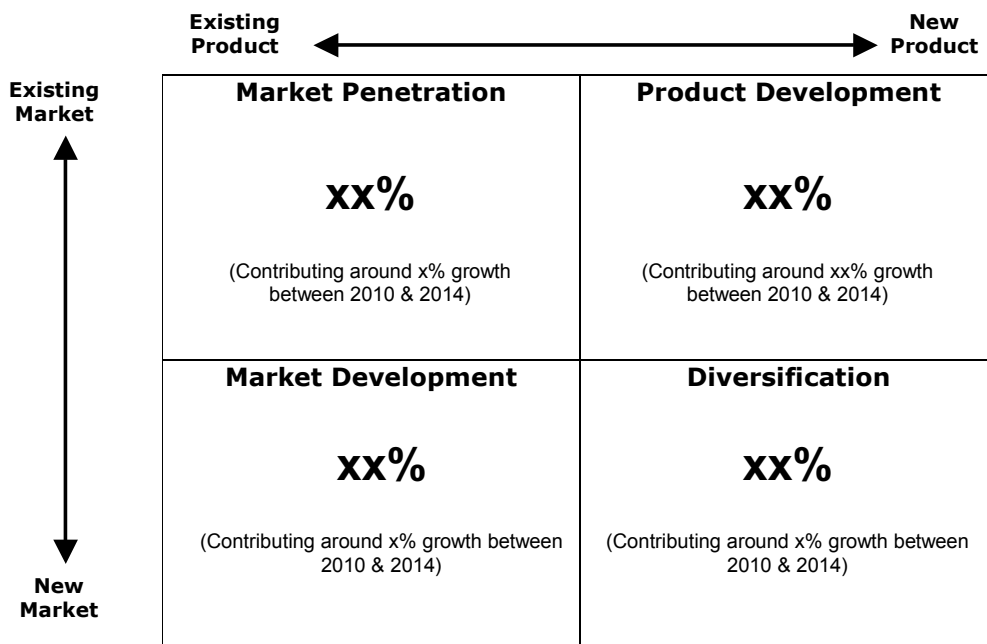 Existing
Product
New
Product
Existing
Market
Market Penetration
xx%
(Contributing around x% growth
between 2010 & 2014)
Product Development
xx%
(Contributing around xx% growth
between 2010 & 2014)
Market Development
xx%
(Contributing around x% growth between
2010 & 2014)
Diversification
xx%
(Contributing around x% growth between
2010 & 2014)
New
Market